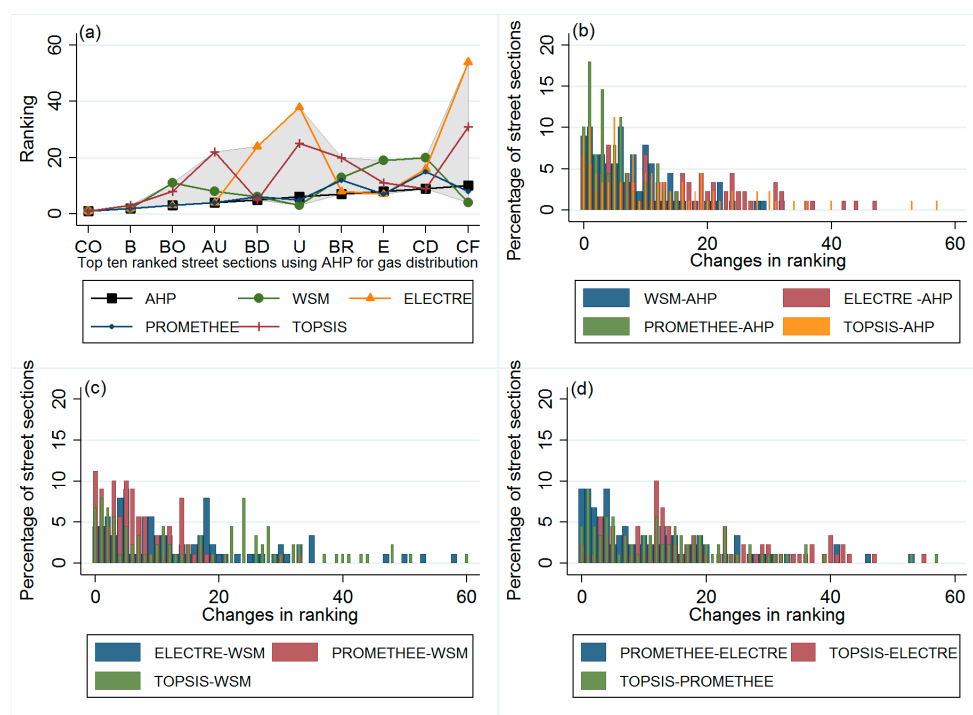 (a)
Ranking
60
40
20
0
CO B BO AU BD U BR E CD CF
Top ten ranked street sections using AHP for gas distribution
AHP WSM ELECTRE
PROMETHEE TOPSIS
(b)
Percentage of street sections
20
15
10
5
0
0 20 40 60
Changes in ranking
WSM-AHP ELECTRE -AHP
PROMETHEE-AHP TOPSIS-AHP
(c)
Percentage of street sections
20
15
10
5
0
0 20 40 60
Changes in ranking
ELECTRE-WSM PROMETHEE-WSM
TOPSIS-WSM
(d)
Percentage of street sections
20
15
10
5
0
0 20 40 60
Changes in ranking
PROMETHEE-ELECTRE TOPSIS-ELECTRE
TOPSIS-PROMETHEE